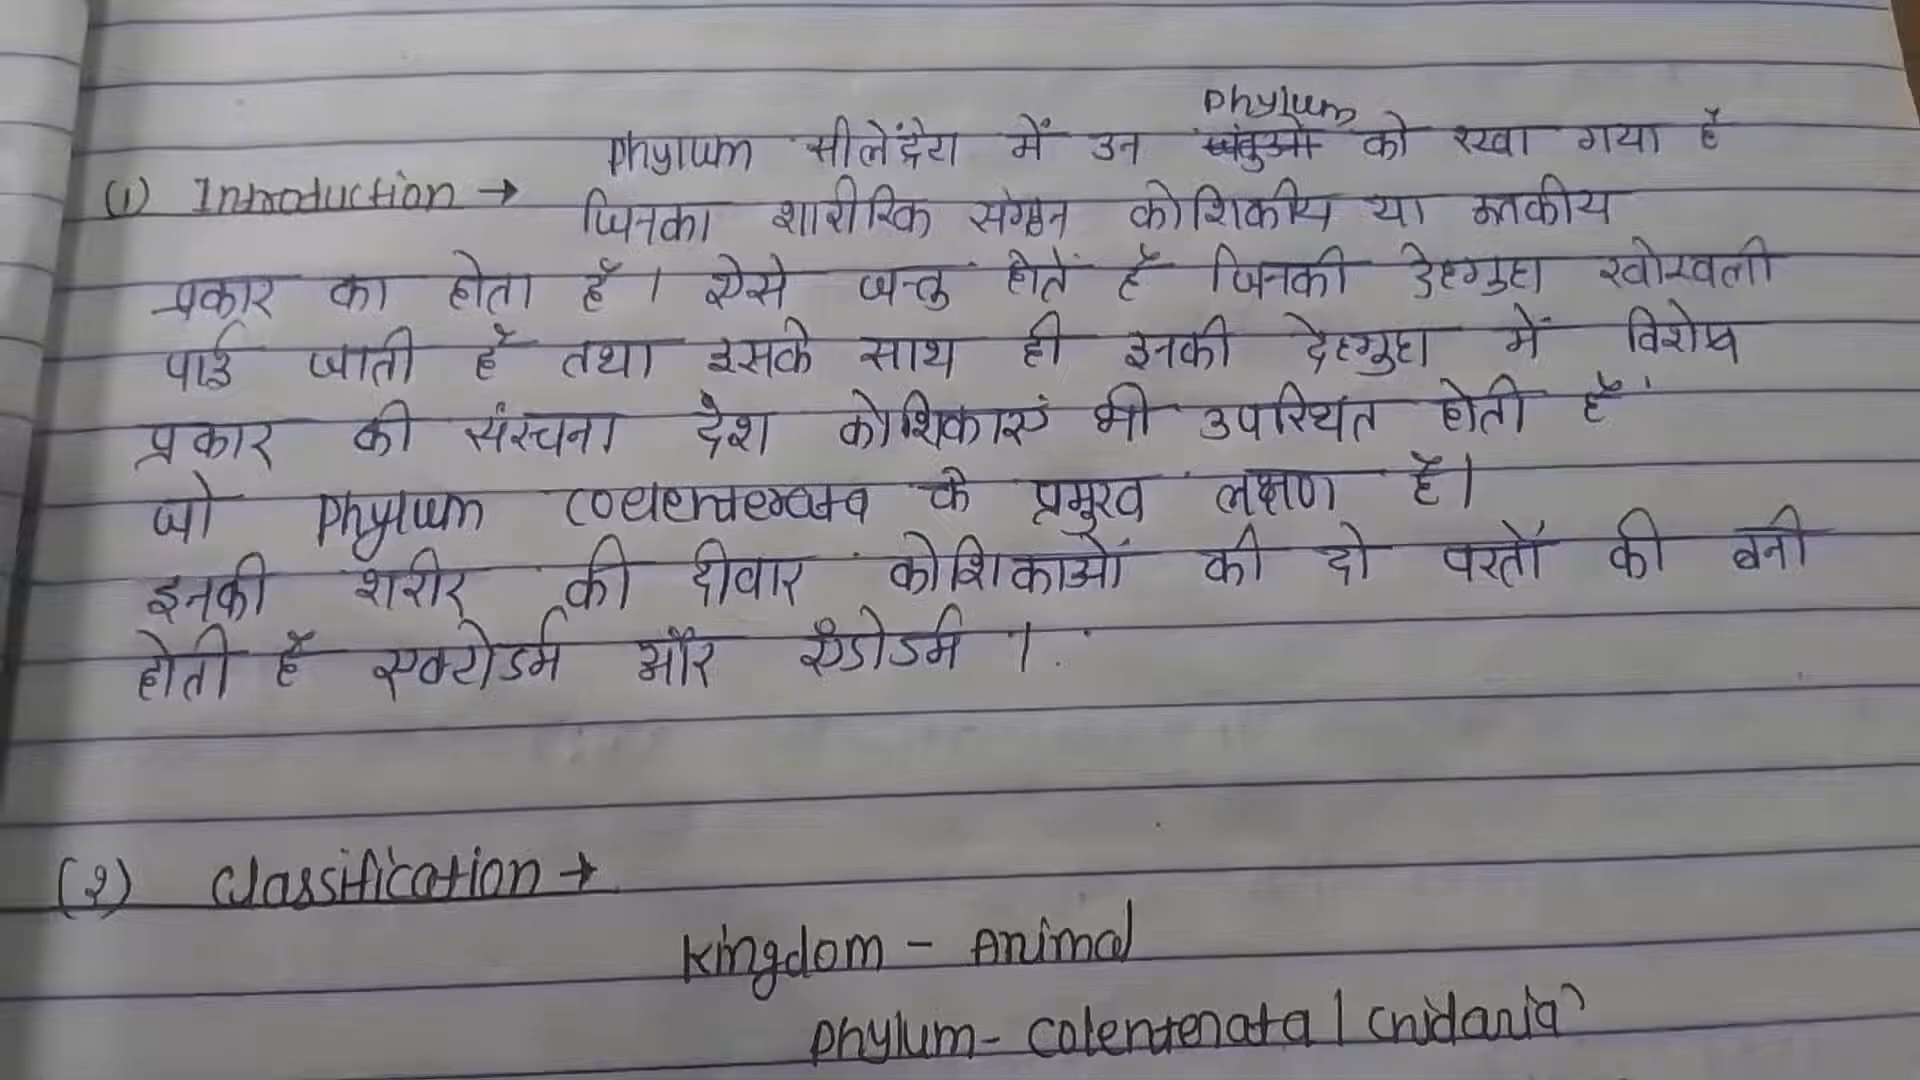 Phylum
Phylum सीलेंद्रेटा में उन जंतुओ को रखा गया है
(1) Introduction → जिनका शारीरिक संगठन कोशिकीय या ऊतकीय
प्रकार का होता है । ऐसे जन्तु होते है जिनकी देहगुहा खोखली
पाई जाती है तथा इसके साथ ही इनकी देहगुहा में विशेष
प्रकार की संरचना देश कोशिकाएं भी उपस्थित होती है ।
जो Phylum coelenterata के प्रमुख लक्षण है ।
इनकी शरीर की दीवार कोशिकाओं की दो परतों की बनी
होती है एक्टोडर्म और एंडोडर्म ।
(2) Classification →
Kingdom - Animal
Phylum - Colentenata | Cnidaria